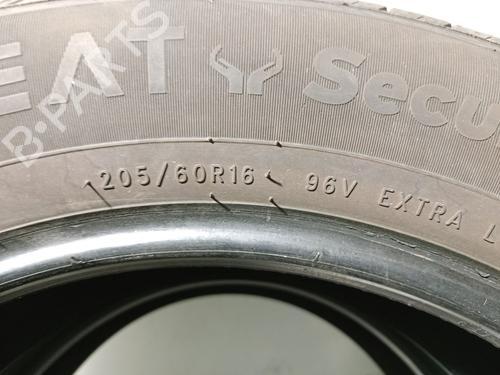 EAT Secu
205/60R16 96V EXTRA L
B-PARTS